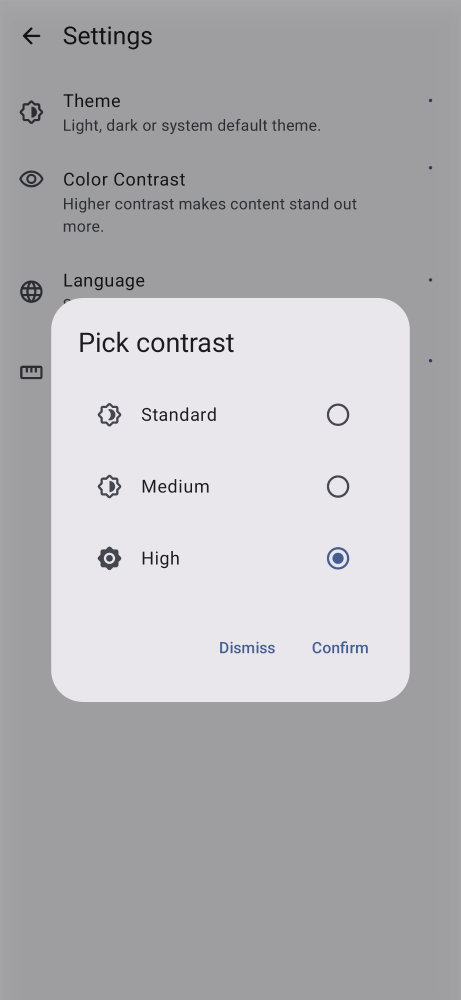 Settings
Theme
Light, dark or system default theme.
Color Contrast
Higher contrast makes content stand out
more.
Language
Pick contrast
Standard
Medium
High
Dismiss
Confirm